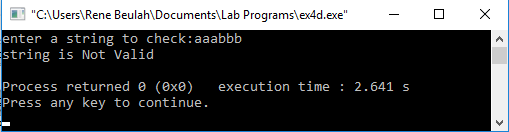 "C:\Users\Rene Beulah\Documents\Lab Programs\ex4d.exe"
enter a string to check:aaabbb
string is Not Valid
Process returned 0 (0x0)   execution time : 2.641 s
Press any key to continue.